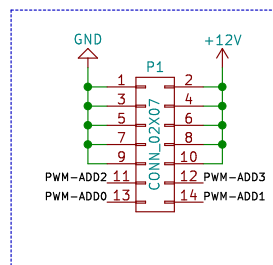 GND
+12V
P1
1 2
3 4
5 6
7 8
9 10
PWM-ADD2 11 12 PWM-ADD3
PWM-ADD0 13 14 PWM-ADD1
CONN_02X07